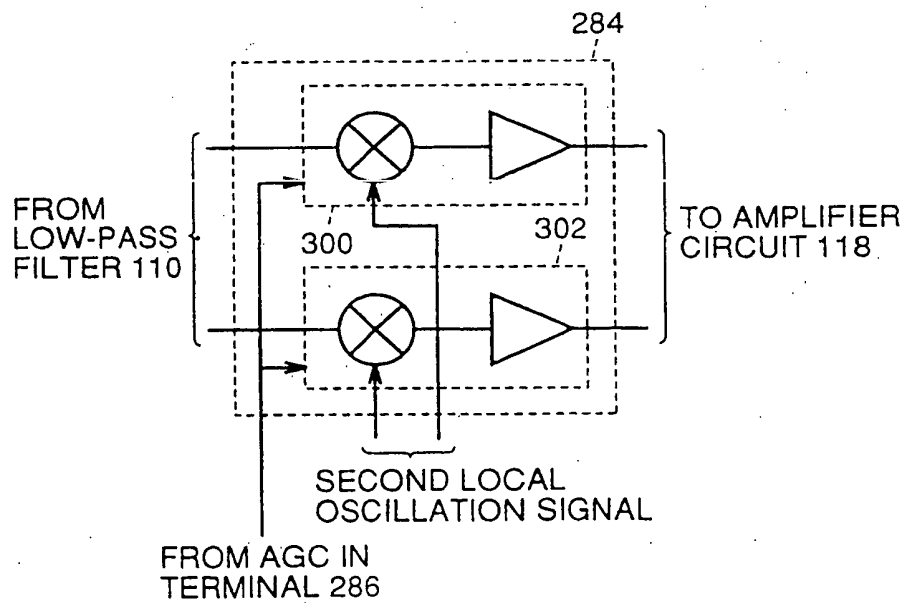 284
FROM
LOW-PASS
FILTER 110
300
302
TO AMPLIFIER
CIRCUIT 118
SECOND LOCAL
OSCILLATION SIGNAL
FROM AGC IN
TERMINAL 286